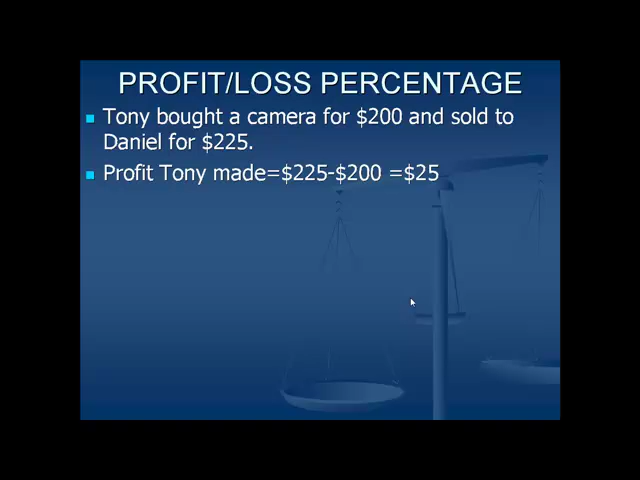 PROFIT/LOSS PERCENTAGE
Tony bought a camera for $200 and sold to
Daniel for $225.
Profit Tony made=$225-$200 =$25